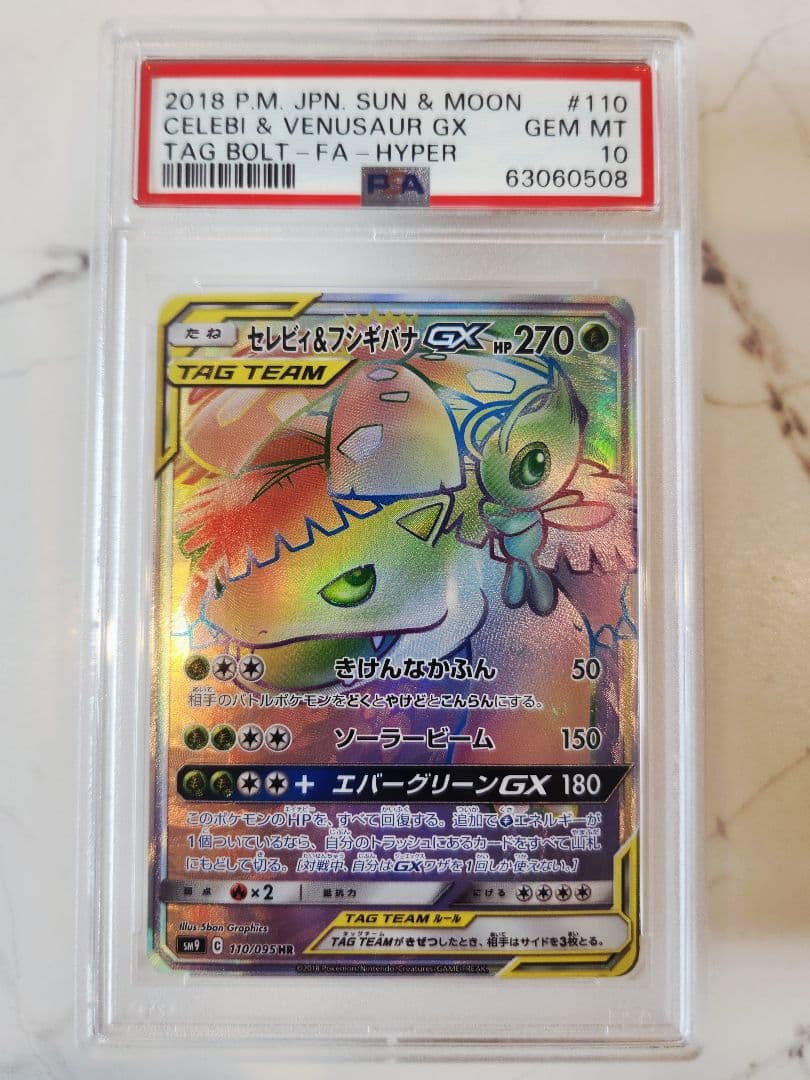 2018 P.M. JPN. SUN & MOON #110
CELEBI & VENUSAUR GX GEM MT
TAG BOLT-FA-HYPER 10
PSA 63060508
たね セレビィ&フシギバナGX HP 270
TAG TEAM
きけんなかふん 50
相手のバトルポケモンをどくとやけどとこんらんにする。
ソーラービーム 150
+ エバーグリーンGX 180
このポケモンのHPを、すべて回復する。追加でエネルギーが
1個ついているなら、自分のトラッシュにあるカードをすべて山札
にもどして切る。[対戦中、自分はGXワザを1回しか使えない。]
弱点 ×2 抵抗力 にげる
Illus. 5ban Graphics
TAG TEAM ルール
SM9 C 110/095 HR
TAG TEAMがきぜつしたとき、相手はサイドを3枚とる。
©2018 Pokémon/Nintendo/Creatures/GAME FREAK